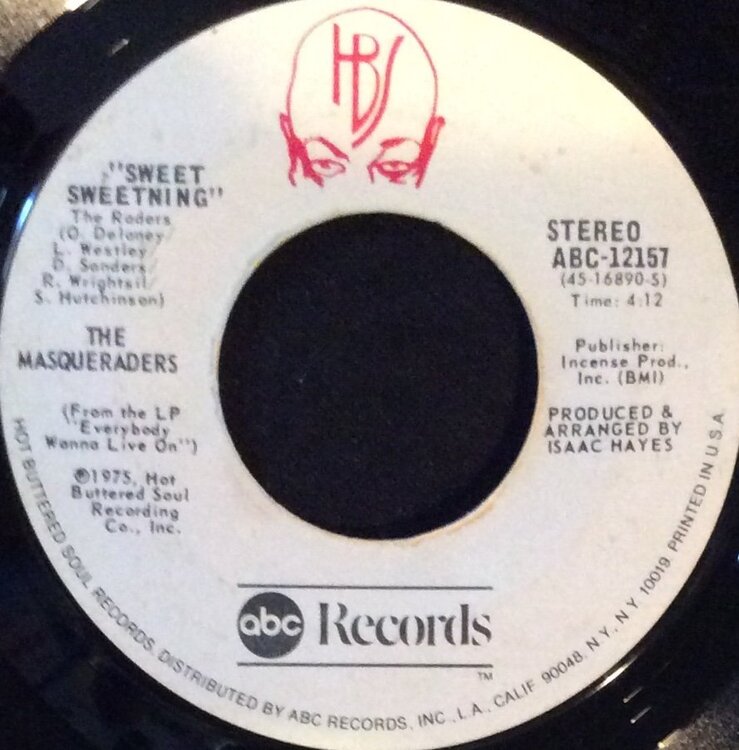 HBS
"SWEET
SWEETNING"
The Raders
(O. Delaney
L. Westley
D. Sanders
R. Wrightsil
S. Hutchinson)
THE
MASQUERADERS
(From the LP
"Everybody
Wanna Live On")
℗1975, Hot
Buttered Soul
Recording
Co., Inc.
STEREO
ABC-12157
(45-16890-S)
Time: 4:12
Publisher:
Incense Prod.,
Inc. (BMI)
PRODUCED &
ARRANGED BY
ISAAC HAYES
abc Records
TM
HOT BUTTERED SOUL RECORDS, DISTRIBUTED BY ABC RECORDS, INC., L.A., CALIF 90048, N.Y., N.Y. 10019 PRINTED IN U.S.A.